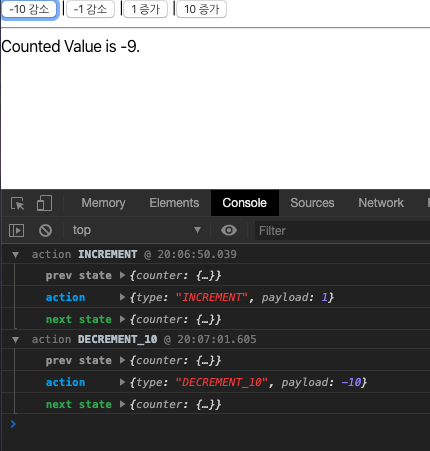 -10 감소 | -1 감소 | 1 증가 | 10 증가
Counted Value is -9.
Memory Elements Console Sources Network
top ▼ Filter
▼ action INCREMENT @ 20:06:50.039
prev state ▶ {counter: {…}}
action ▶ {type: "INCREMENT", payload: 1}
next state ▶ {counter: {…}}
▼ action DECREMENT_10 @ 20:07:01.605
prev state ▶ {counter: {…}}
action ▶ {type: "DECREMENT_10", payload: -10}
next state ▶ {counter: {…}}
>